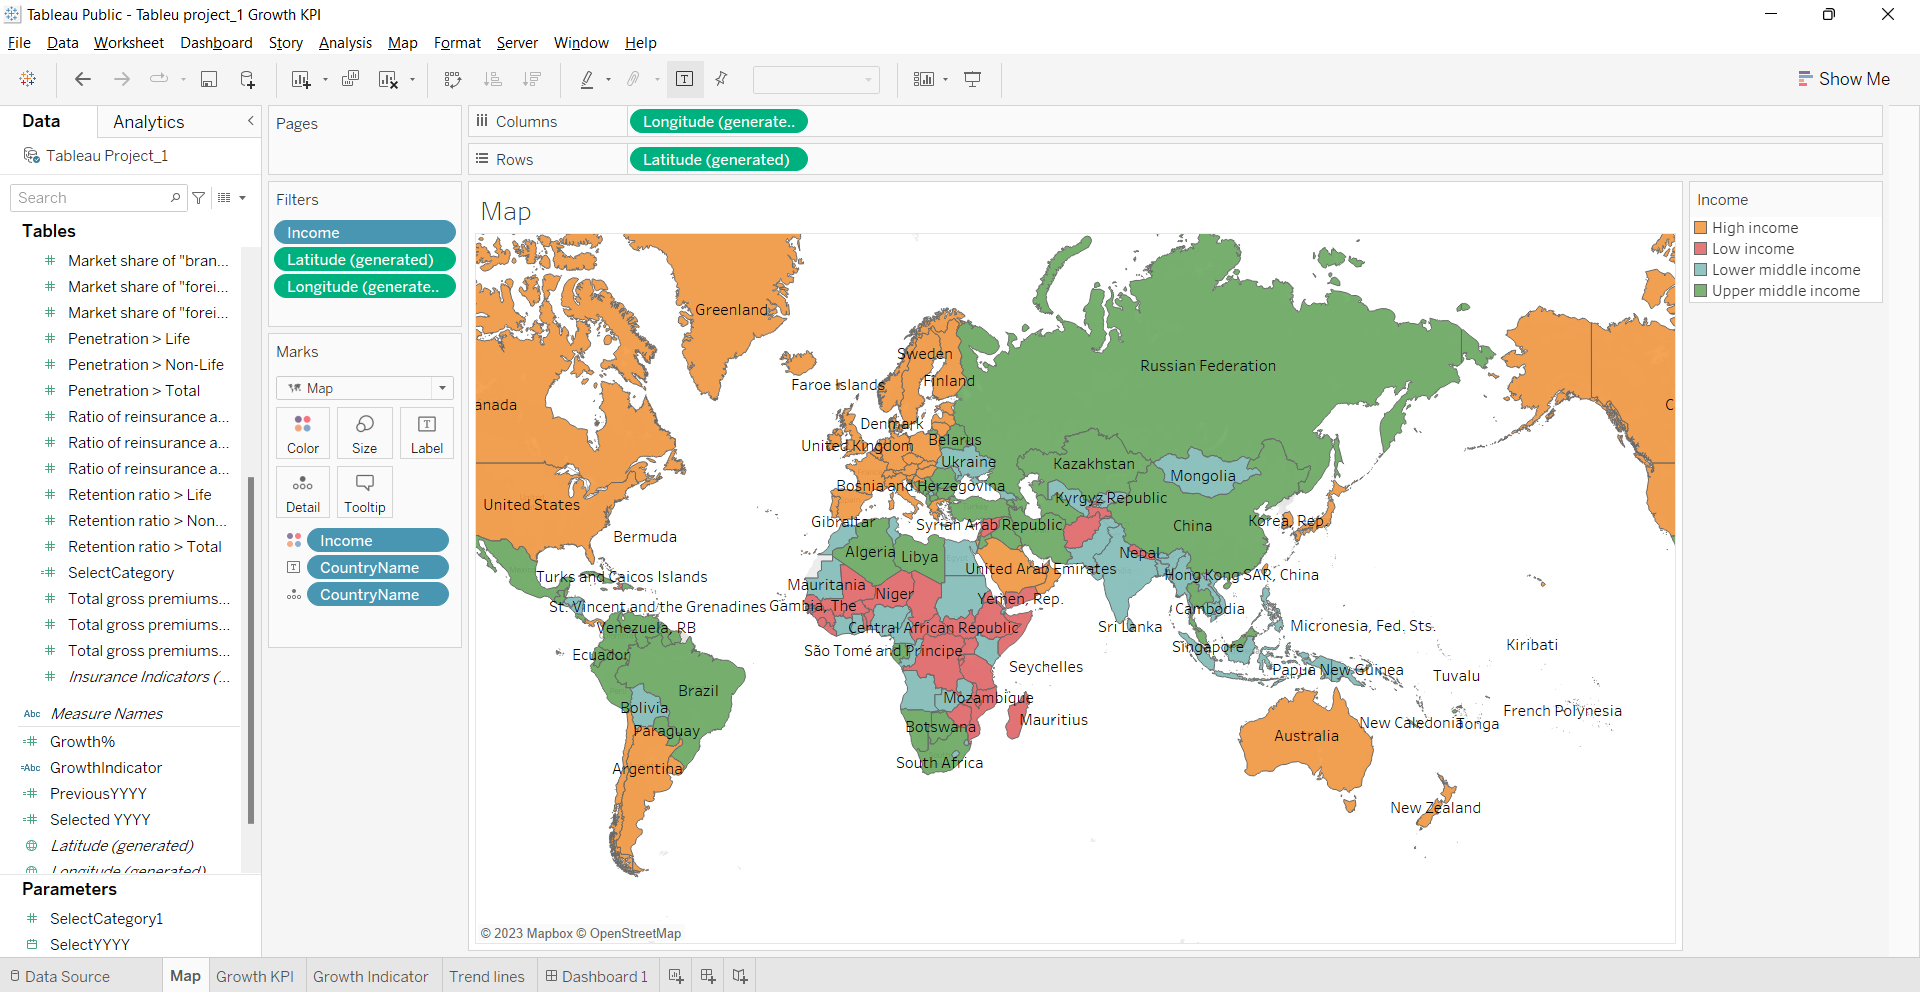 Tableau Public - Tableu project_1 Growth KPI
File Data Worksheet Dashboard Story Analysis Map Format Server Window Help
Show Me
Data Analytics
Tableau Project_1
Search
Tables
Market share of "bran...
Market share of "forei...
Market share of "forei...
Penetration > Life
Penetration > Non-Life
Penetration > Total
Ratio of reinsurance a...
Ratio of reinsurance a...
Ratio of reinsurance a...
Retention ratio > Life
Retention ratio > Non...
Retention ratio > Total
SelectCategory
Total gross premiums...
Total gross premiums...
Total gross premiums...
Insurance Indicators (...
Abc Measure Names
Growth%
=Abc GrowthIndicator
PreviousYYYY
Selected YYYY
Latitude (generated)
Longitude (generated)
Parameters
SelectCategory1
SelectYYYY
Pages
Filters
Income
Latitude (generated)
Longitude (generate..
Marks
Map
Color Size Label
Detail Tooltip
Income
CountryName
CountryName
Columns Longitude (generate..
Rows Latitude (generated)
Map
Greenland
Sweden
Russian Federation
Faroe Islands
Finland
anada
C
Denmark
United Kingdom
Belarus
Ukraine
Kazakhstan
Mongolia
Bosnia and Herzegovina
Kyrgyz Republic
United States
Gibraltar
Syrian Arab Republic
China
Korea, Rep.
Bermuda
Algeria
Libya
Nepal
United Arab Emirates
Hong Kong SAR, China
Turks and Caicos Islands
Mauritania
Niger
Yemen, Rep.
St. Vincent and the Grenadines
Gambia, The
Cambodia
Venezuela, RB
Central African Republic
Sri Lanka
Micronesia, Fed. Sts.
Ecuador
São Tomé and Príncipe
Singapore
Kiribati
Seychelles
Papua New Guinea
Tuvalu
Brazil
Bolivia
Mozambique
Mauritius
French Polynesia
New Caledonia
Tonga
Paraguay
Botswana
Australia
Argentina
South Africa
New Zealand
© 2023 Mapbox © OpenStreetMap
Income
High income
Low income
Lower middle income
Upper middle income
Data Source Map Growth KPI Growth Indicator Trend lines Dashboard 1